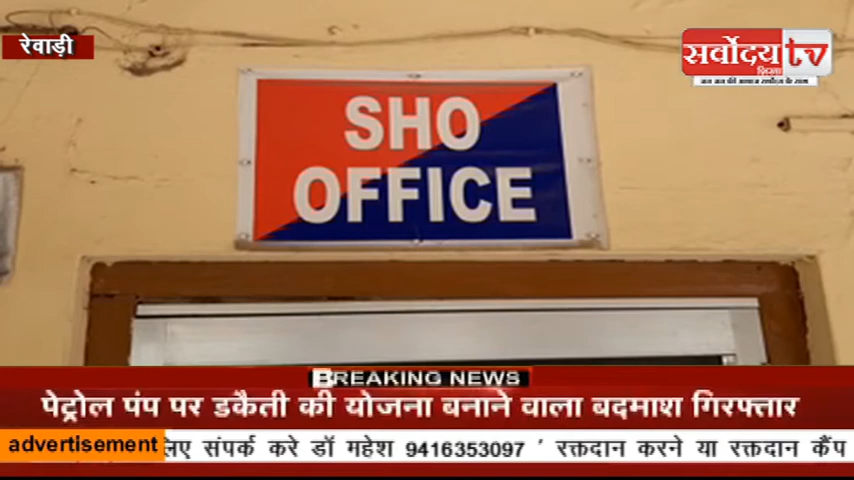 रेवाड़ी
सर्वोदय tv
SHO
OFFICE
BREAKING NEWS
पेट्रोल पंप पर डकैती की योजना बनाने वाला बदमाश गिरफ्तार
advertisement
लिए संपर्क करे डॉ महेश 9416353097 ' रक्तदान करने या रक्तदान कैंप